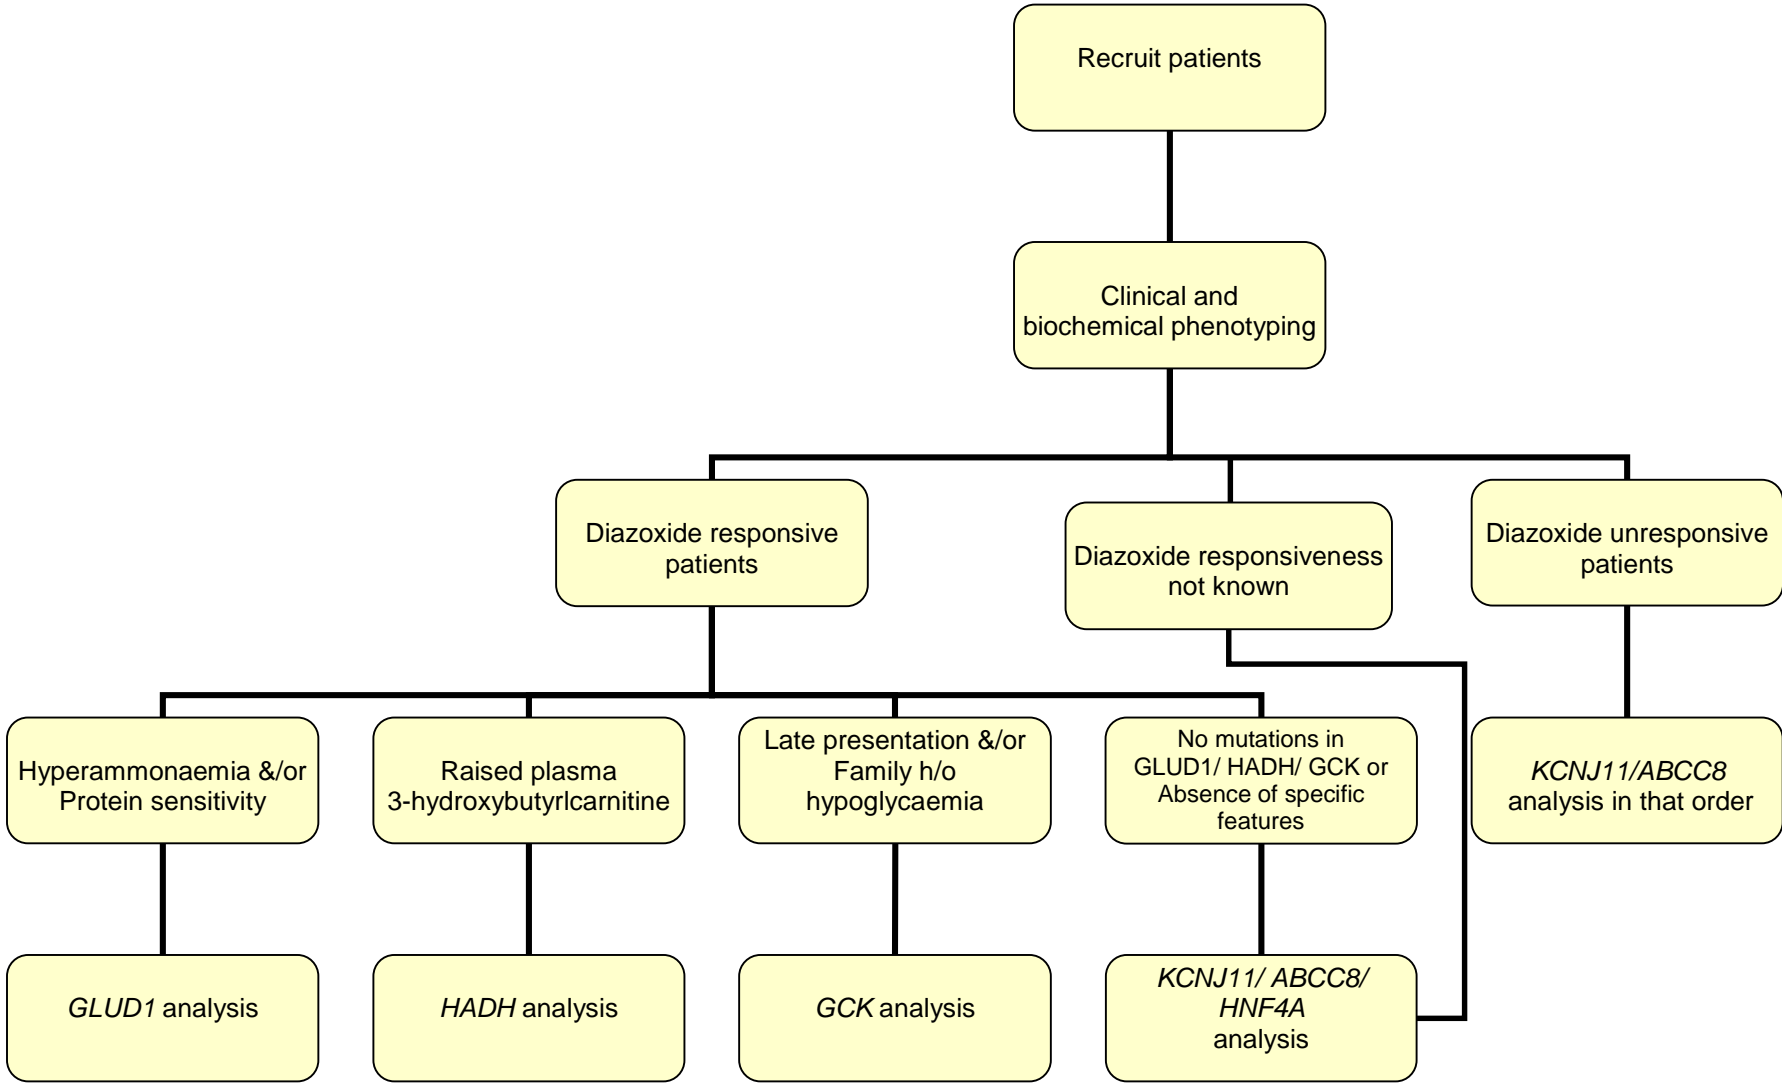 Recruit patients
Clinical and
biochemical phenotyping
Diazoxide responsive
patients
Diazoxide responsiveness
not known
Diazoxide unresponsive
patients
Hyperammonaemia &/or
Protein sensitivity
Raised plasma
3-hydroxybutyrlcarnitine
Late presentation &/or
Family h/o
hypoglycaemia
No mutations in
GLUD1/ HADH/ GCK or
Absence of specific
features
KCNJ11/ABCC8
analysis in that order
GLUD1 analysis
HADH analysis
GCK analysis
KCNJ11/ ABCC8/
HNF4A
analysis